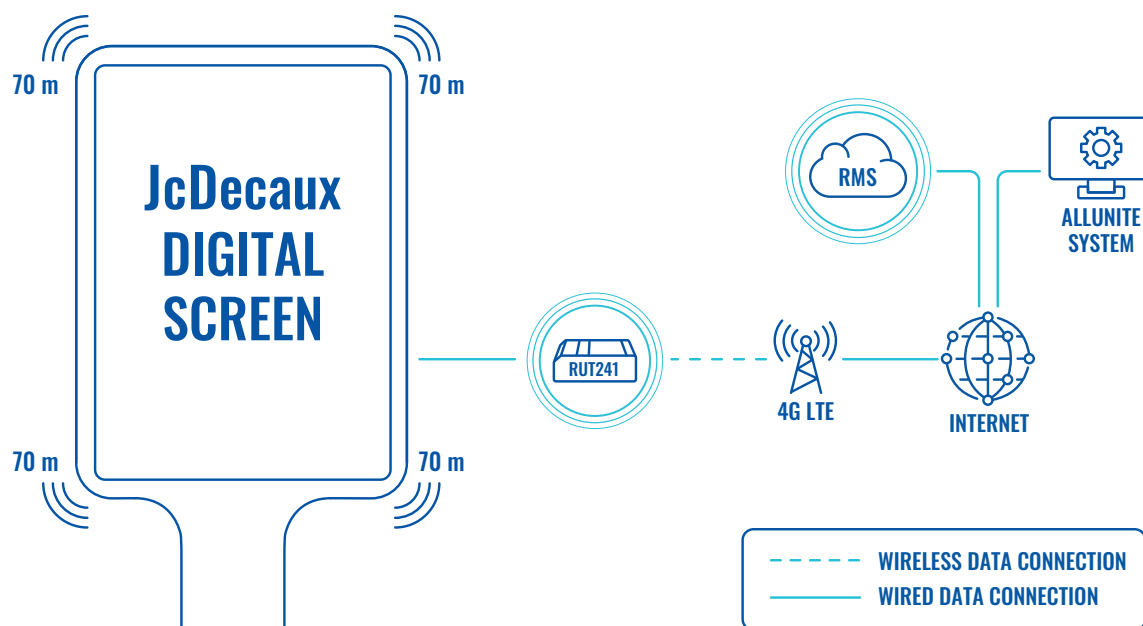 70 m
70 m
JcDecaux
DIGITAL
SCREEN
70 m
70 m
RUT241
4G LTE
RMS
ALLUNITE
SYSTEM
INTERNET
WIRELESS DATA CONNECTION
WIRED DATA CONNECTION